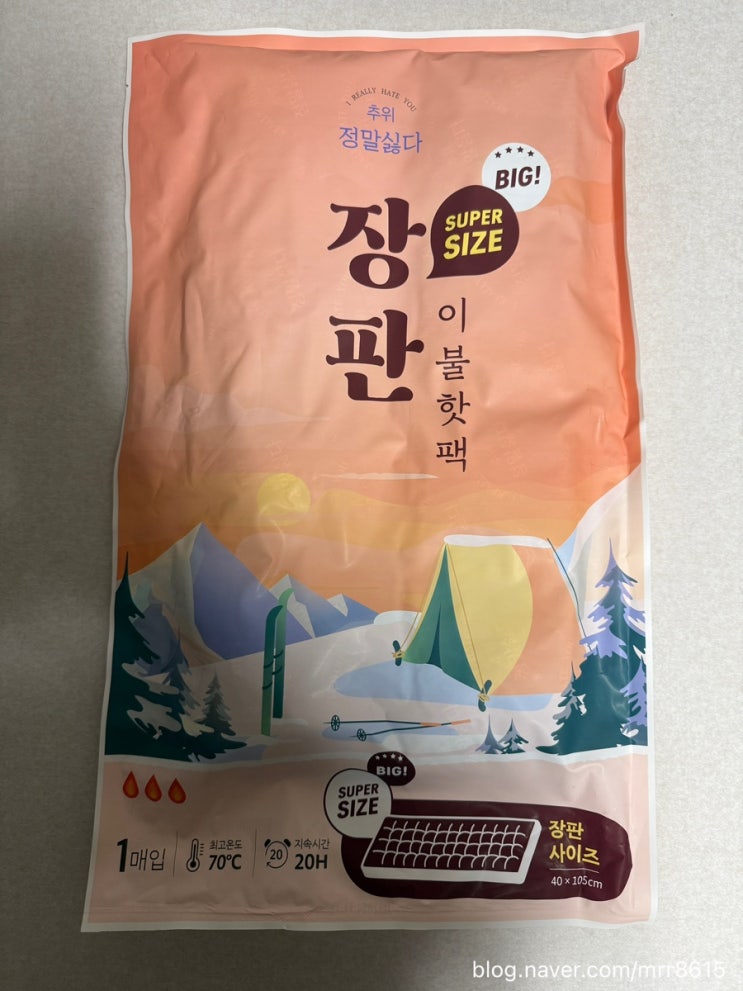 I REALLY HATE YOU
추위
정말싫다
BIG!
SUPER
SIZE
장판
이불핫팩
BIG!
SUPER
SIZE
1매입
최고온도
70℃
20
지속시간
20H
장판
사이즈
40×105cm
blog.naver.com/mrr8615